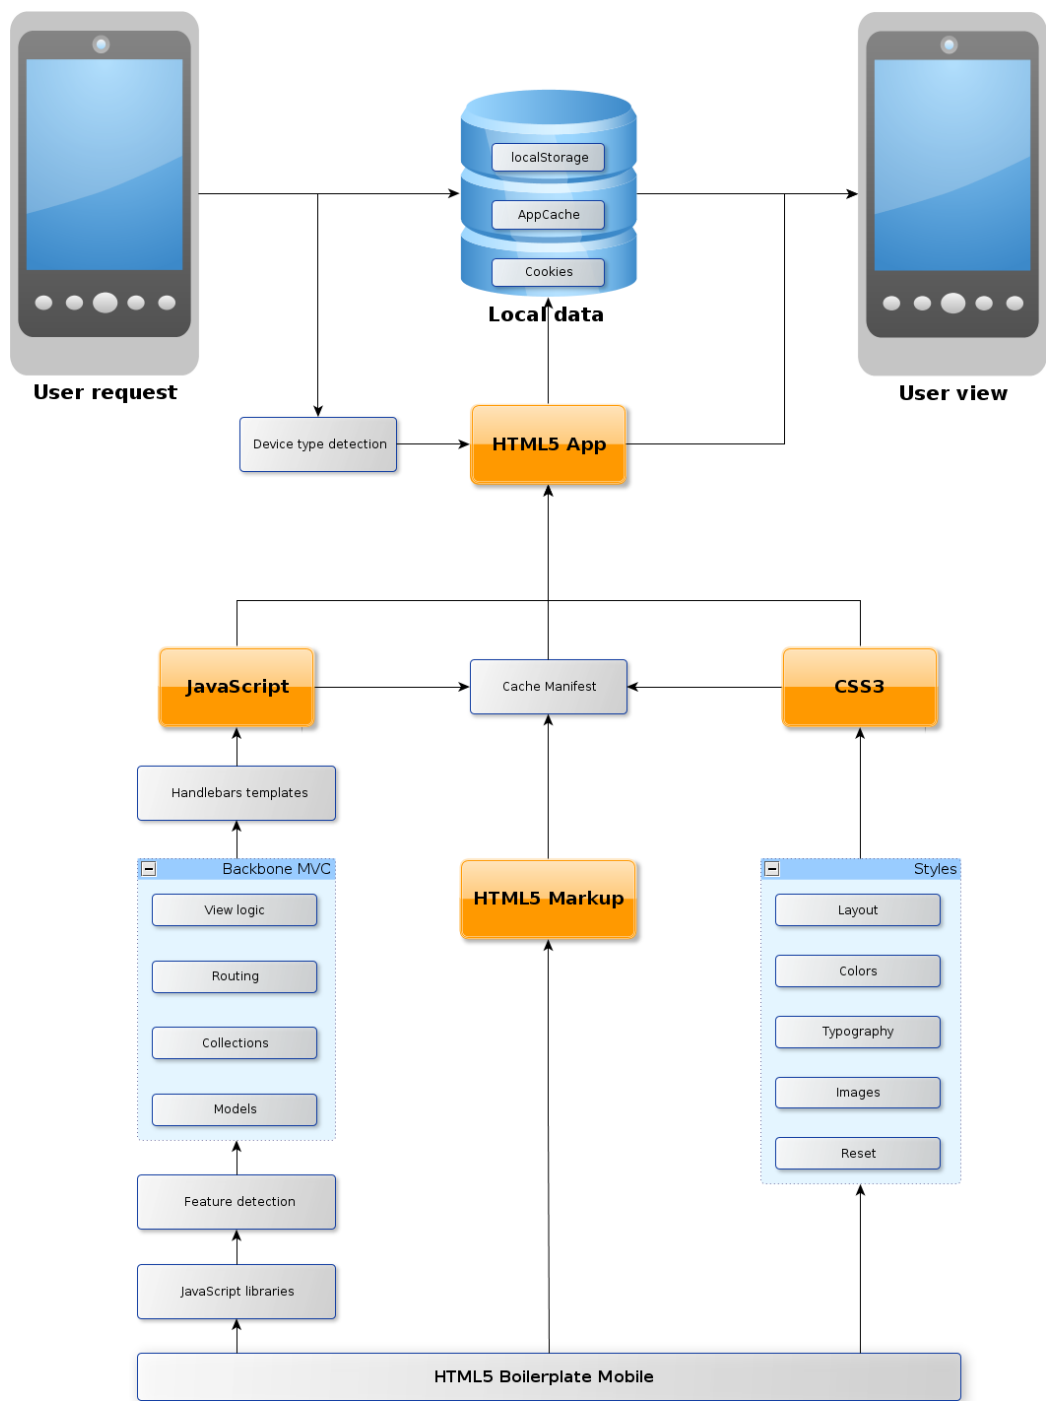 localStorage
AppCache
Cookies
Local data
User request
User view
Device type detection
HTML5 App
JavaScript
Cache Manifest
CSS3
Handlebars templates
Backbone MVC
View logic
Routing
Collections
Models
HTML5 Markup
Styles
Layout
Colors
Typography
Images
Reset
Feature detection
JavaScript libraries
HTML5 Boilerplate Mobile